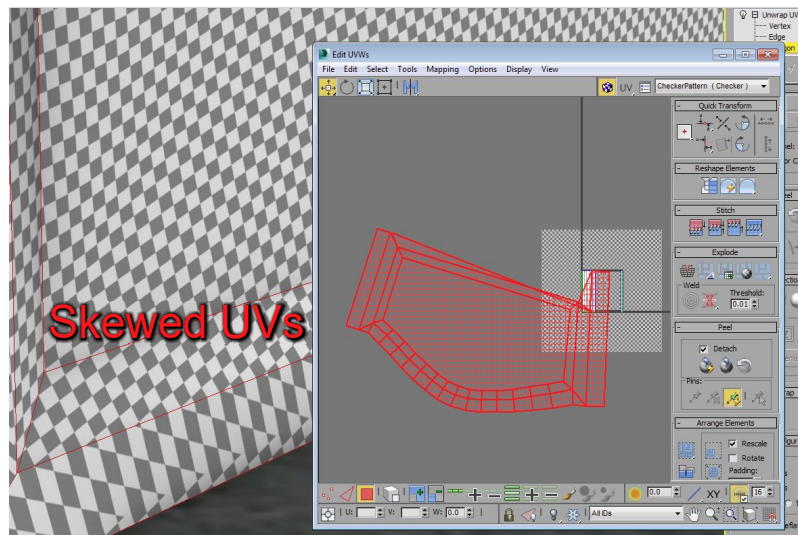 Unwrap UV
Vertex
Edge
Edit UVWs
File Edit Select Tools Mapping Options Display View
UV CheckerPattern ( Checker )
- Quick Transform
- Reshape Elements
- Stitch
- Explode
Weld
Threshold:
0.01
Skewed UVs
- Peel
Detach
Pins:
- Arrange Elements
Rescale
Rotate
Padding:
0.0 XY 16
U: V: W: 0.0 All IDs